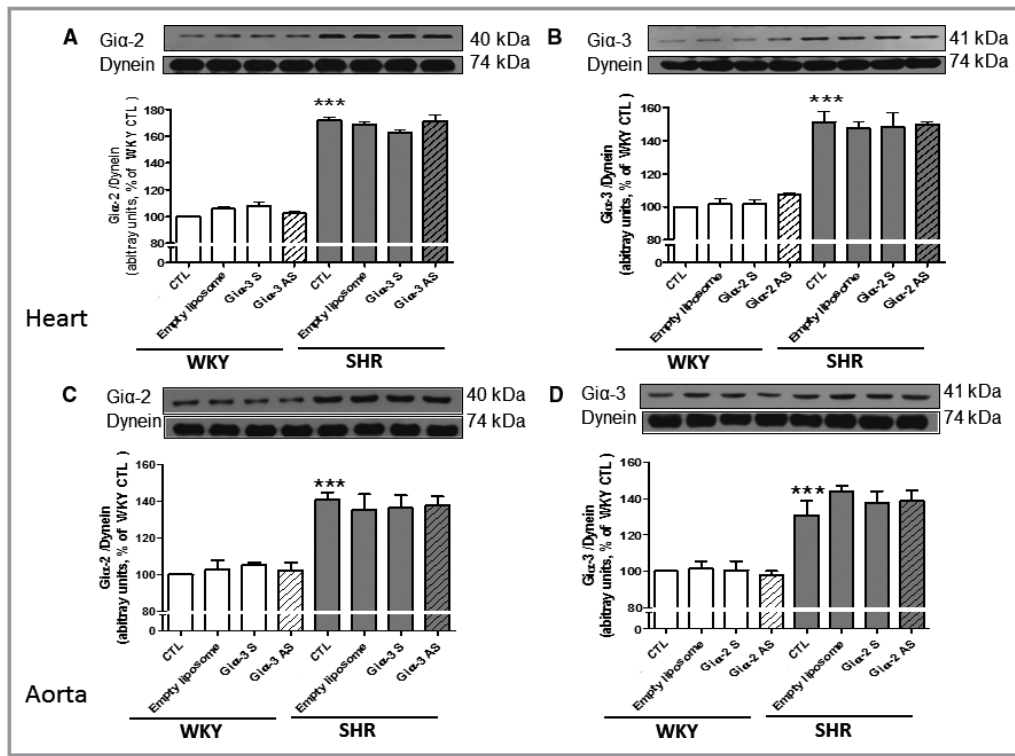 A
Giα-2
40 kDa
Dynein
74 kDa
***
Giα-2 /Dynein
(abitray units, % of WKY CTL )
180
160
140
120
100
80
0
CTL
Empty liposome
Giα-3 S
Giα-3 AS
CTL
Empty liposome
Giα-3 S
Giα-3 AS
WKY
SHR
B
Giα-3
41 kDa
Dynein
74 kDa
***
Giα-3 /Dynein
(abitray units, % of WKY CTL )
160
140
120
100
80
0
CTL
Empty liposome
Giα-2 S
Giα-2 AS
CTL
Empty liposome
Giα-2 S
Giα-2 AS
WKY
SHR
Heart
C
Giα-2
40 kDa
Dynein
74 kDa
***
Giα-2 /Dynein
(abitray units, % of WKY CTL )
160
140
120
100
80
0
CTL
Empty liposome
Giα-3 S
Giα-3 AS
CTL
Empty liposome
Giα-3 S
Giα-3 AS
WKY
SHR
D
Giα-3
41 kDa
Dynein
74 kDa
***
Giα-3 /Dynein
(abitray units, % of WKY CTL )
160
140
120
100
80
0
CTL
Empty liposome
Giα-2 S
Giα-2 AS
CTL
Empty liposome
Giα-2 S
Giα-2 AS
WKY
SHR
Aorta